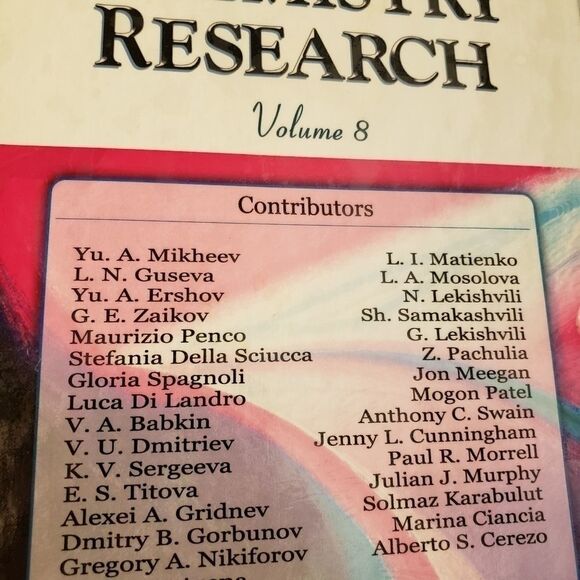 RESEARCH
Volume 8
Contributors
Yu. A. Mikheev
L. N. Guseva
Yu. A. Ershov
G. E. Zaikov
Maurizio Penco
Stefania Della Sciucca
Gloria Spagnoli
Luca Di Landro
V. A. Babkin
V. U. Dmitriev
K. V. Sergeeva
E. S. Titova
Alexei A. Gridnev
Dmitry B. Gorbunov
Gregory A. Nikiforov
L. I. Matienko
L. A. Mosolova
N. Lekishvili
Sh. Samakashvili
G. Lekishvili
Z. Pachulia
Jon Meegan
Mogon Patel
Anthony C. Swain
Jenny L. Cunningham
Paul R. Morrell
Julian J. Murphy
Solmaz Karabulut
Marina Ciancia
Alberto S. Cerezo